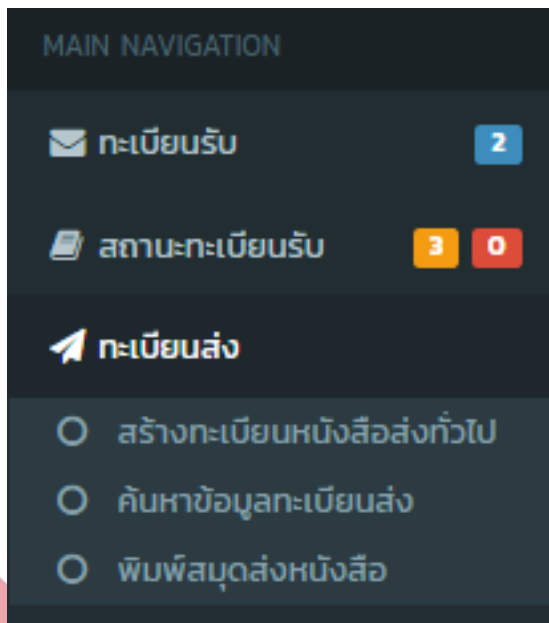 MAIN NAVIGATION
ทะเบียนรับ 2
สถานะทะเบียนรับ 3 0
ทะเบียนส่ง
สร้างทะเบียนหนังสือส่งทั่วไป
ค้นหาข้อมูลทะเบียนส่ง
พิมพ์สมุดส่งหนังสือ